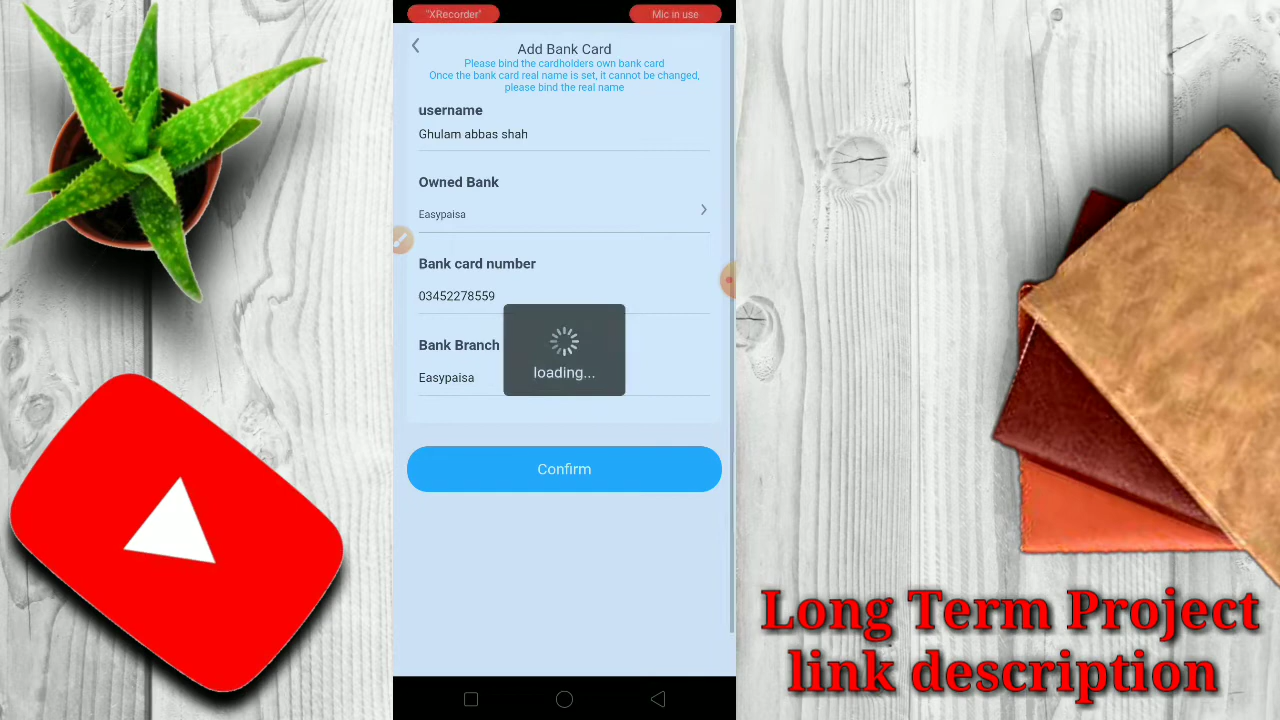 "XRecorder"
Mic in use
Add Bank Card
Please bind the cardholders own bank card
Once the bank card real name is set, it cannot be changed,
please bind the real name
username
Ghulam abbas shah
Owned Bank
Easypaisa
Bank card number
03452278559
Bank Branch
Easypaisa
loading...
Confirm
Long Term Project
link description